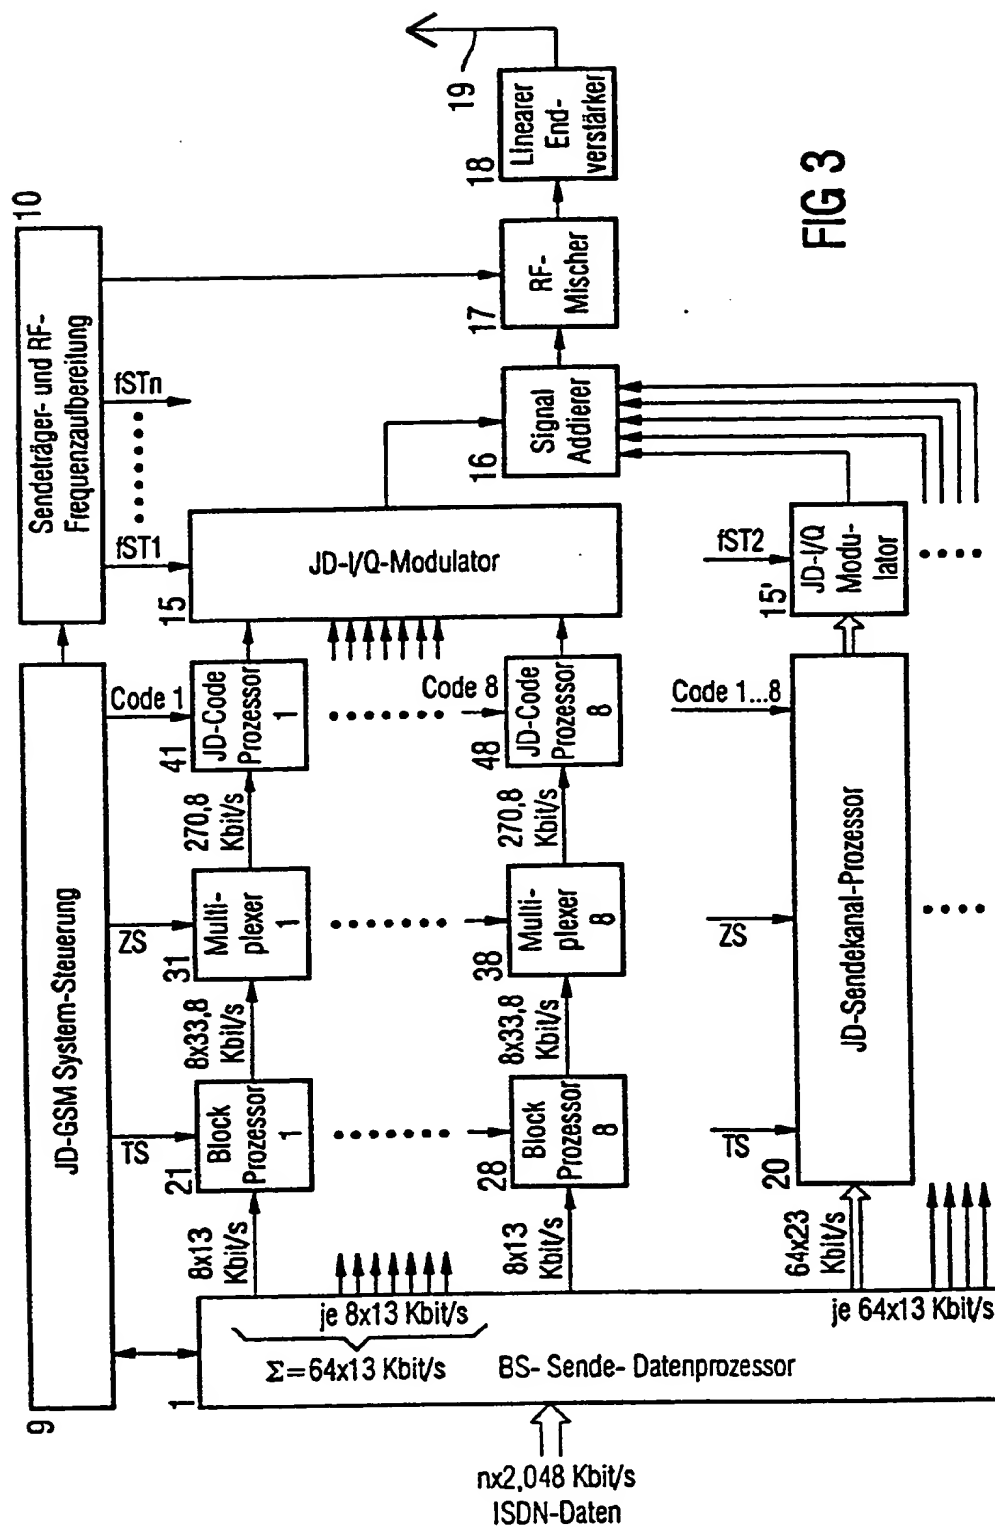 9
JD-GSM System-Steuerung
10
Sendeträger- und RF-
Frequenzaufbereitung
TS
ZS
Code 1
fST1
fSTn
21
Block
Prozessor
1
31
Multi-
plexer
1
41
JD-Code
Prozessor
1
15
JD-I/Q-Modulator
8x13
Kbit/s
8x33,8
Kbit/s
270,8
Kbit/s
Code 8
28
Block
Prozessor
8
38
Multi-
plexer
8
48
JD-Code
Prozessor
8
8x13
Kbit/s
8x33,8
Kbit/s
270,8
Kbit/s
16
Signal
Addierer
17
RF-
Mischer
18
Linearer
End-
verstärker
19
TS
ZS
Code 1...8
fST2
20
JD-Sendekanal-Prozessor
15'
JD-I/Q
Modu-
lator
64x23
Kbit/s
je 8x13 Kbit/s
Σ=64x13 Kbit/s
je 64x13 Kbit/s
1
BS- Sende- Datenprozessor
nx2,048 Kbit/s
ISDN-Daten
FIG 3